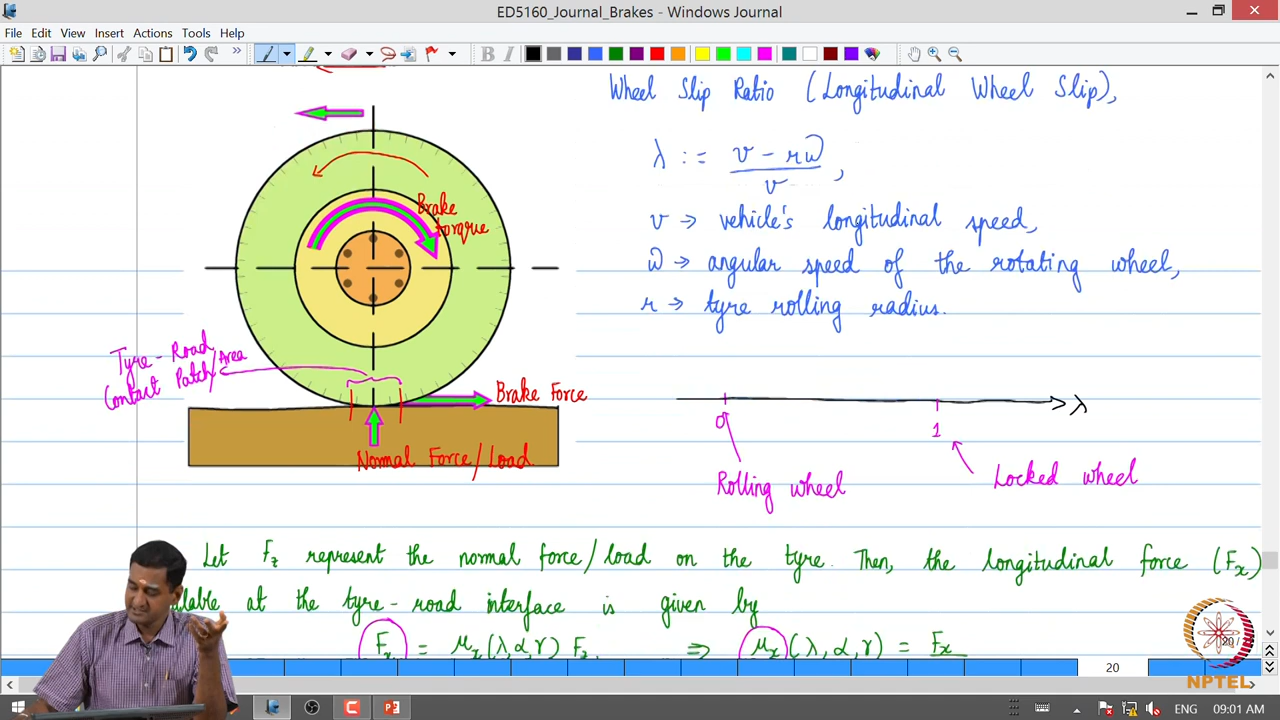 ED5160_Journal_Brakes - Windows Journal
File Edit View Insert Actions Tools Help
Wheel Slip Ratio (Longitudinal Wheel Slip),
λ := (v - rω) / v,
v → vehicle's longitudinal speed,
ω → angular speed of the rotating wheel,
r → tyre rolling radius.
Brake
torque
Tyre-Road
Contact Patch/Area
Brake Force
Normal Force/Load
0
1
λ
Rolling wheel
Locked wheel
Let Fz represent the normal force/load on the tyre. Then, the longitudinal force (Fx)
at the tyre-road interface is given by
Fx = μx(λ,α,γ) Fz. ⇒ μx(λ,α,γ) = Fx
20 /
NPTEL
20
ENG 09:01 AM